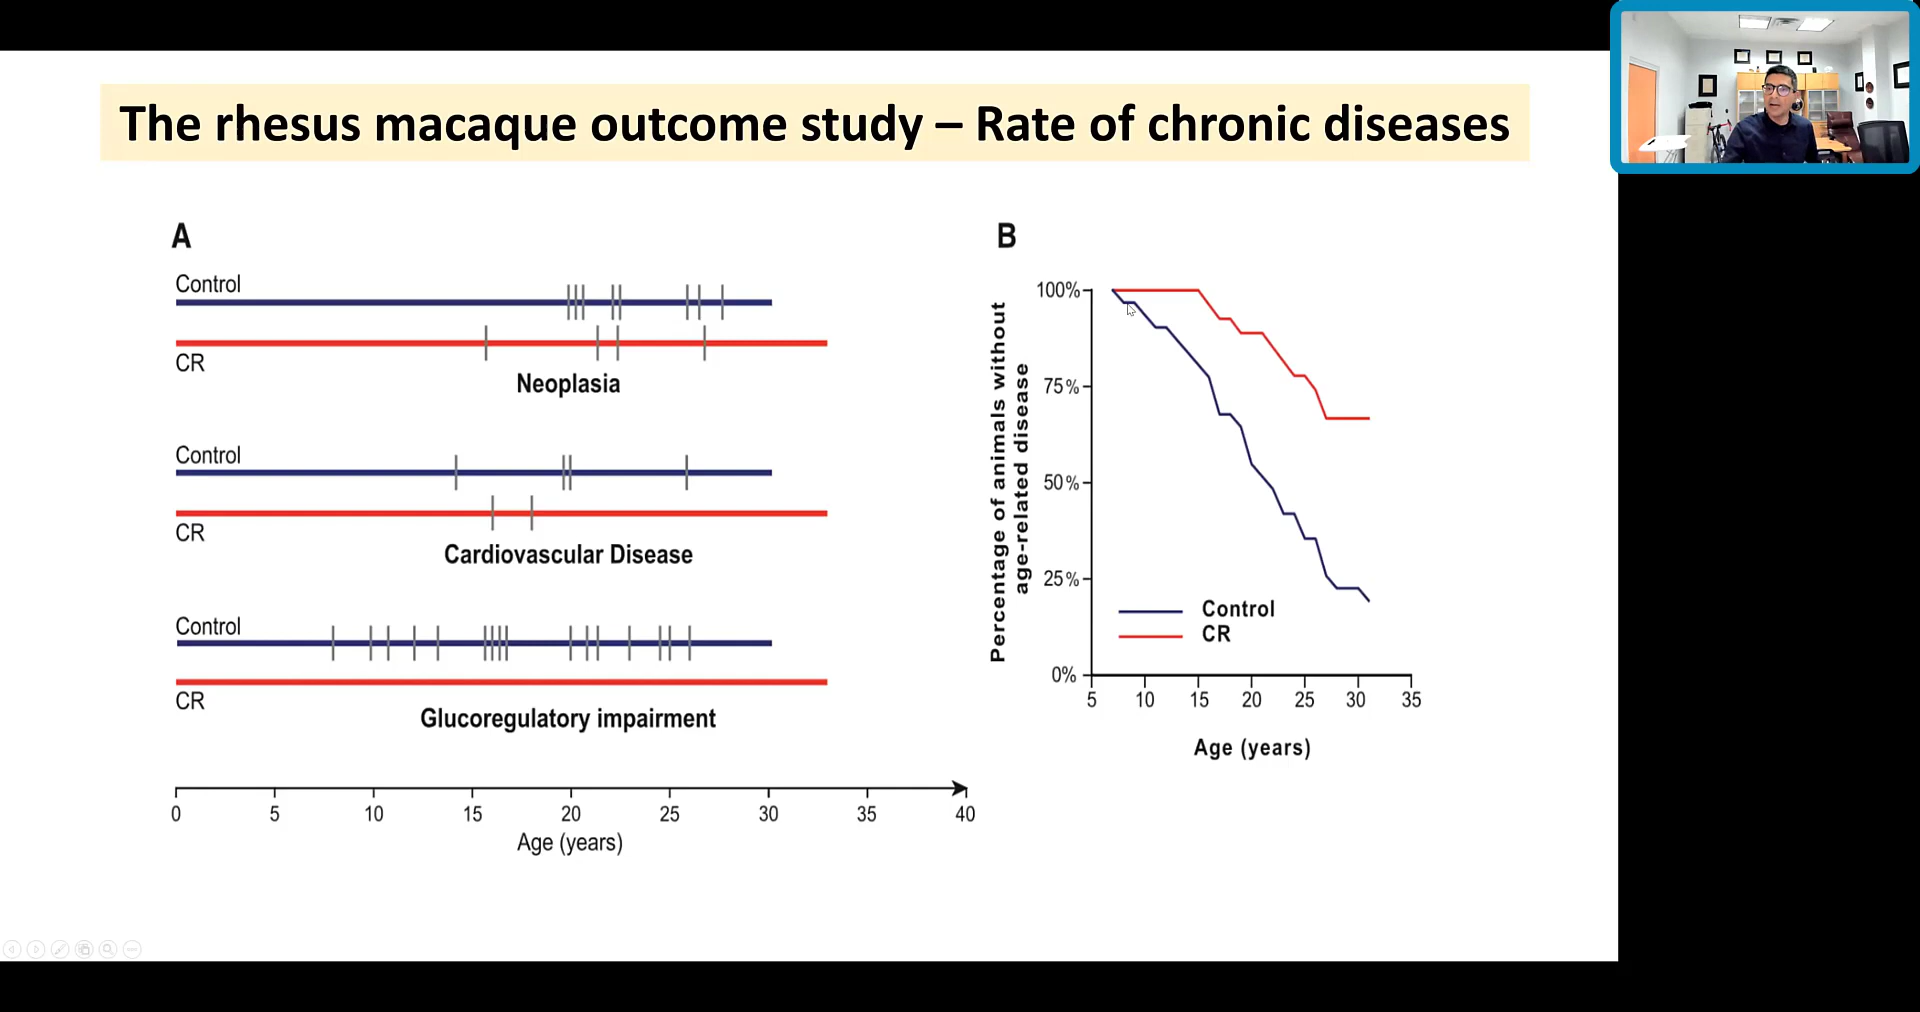 The rhesus macaque outcome study – Rate of chronic diseases
A
Control
CR
Neoplasia
Control
CR
Cardiovascular Disease
Control
CR
Glucoregulatory impairment
0 5 10 15 20 25 30 35 40
Age (years)
B
Percentage of animals without
age-related disease
100%
75%
50%
25%
0%
Control
CR
5 10 15 20 25 30 35
Age (years)